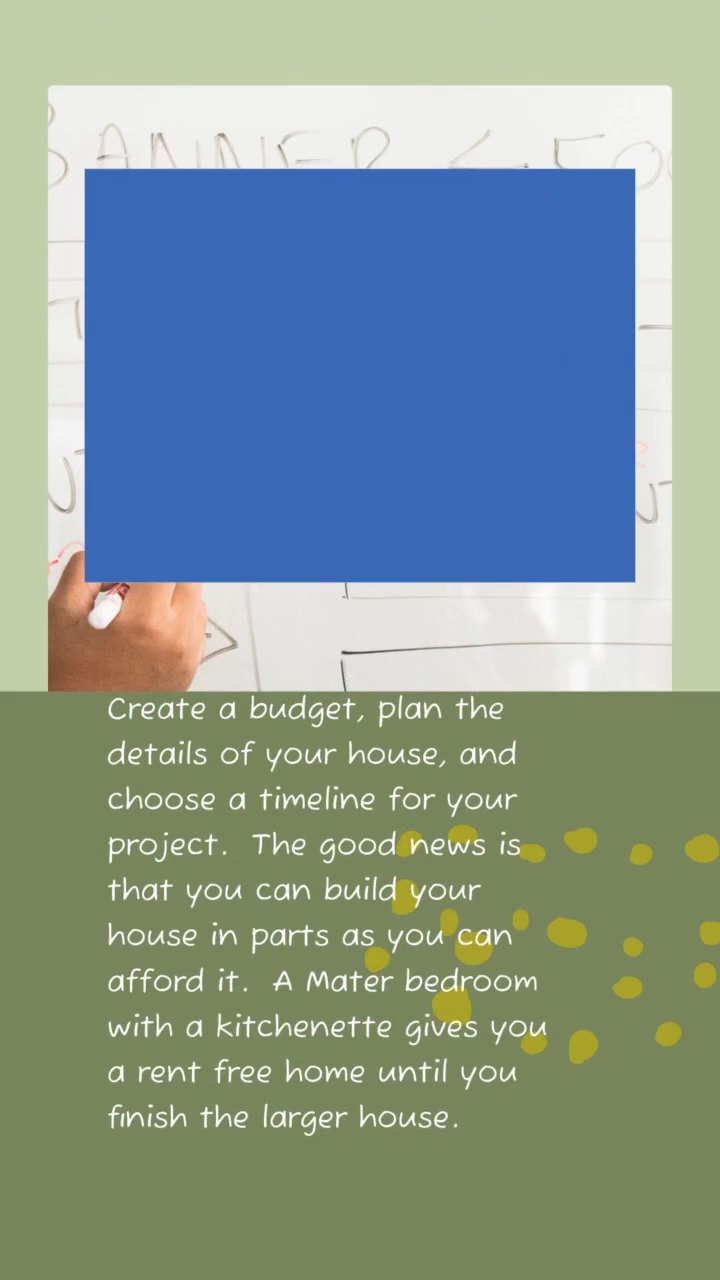 BANNER < 500
Create a budget, plan the
details of your house, and
choose a timeline for your
project. The good news is
that you can build your
house in parts as you can
afford it. A Mater bedroom
with a kitchenette gives you
a rent free home until you
finish the larger house.